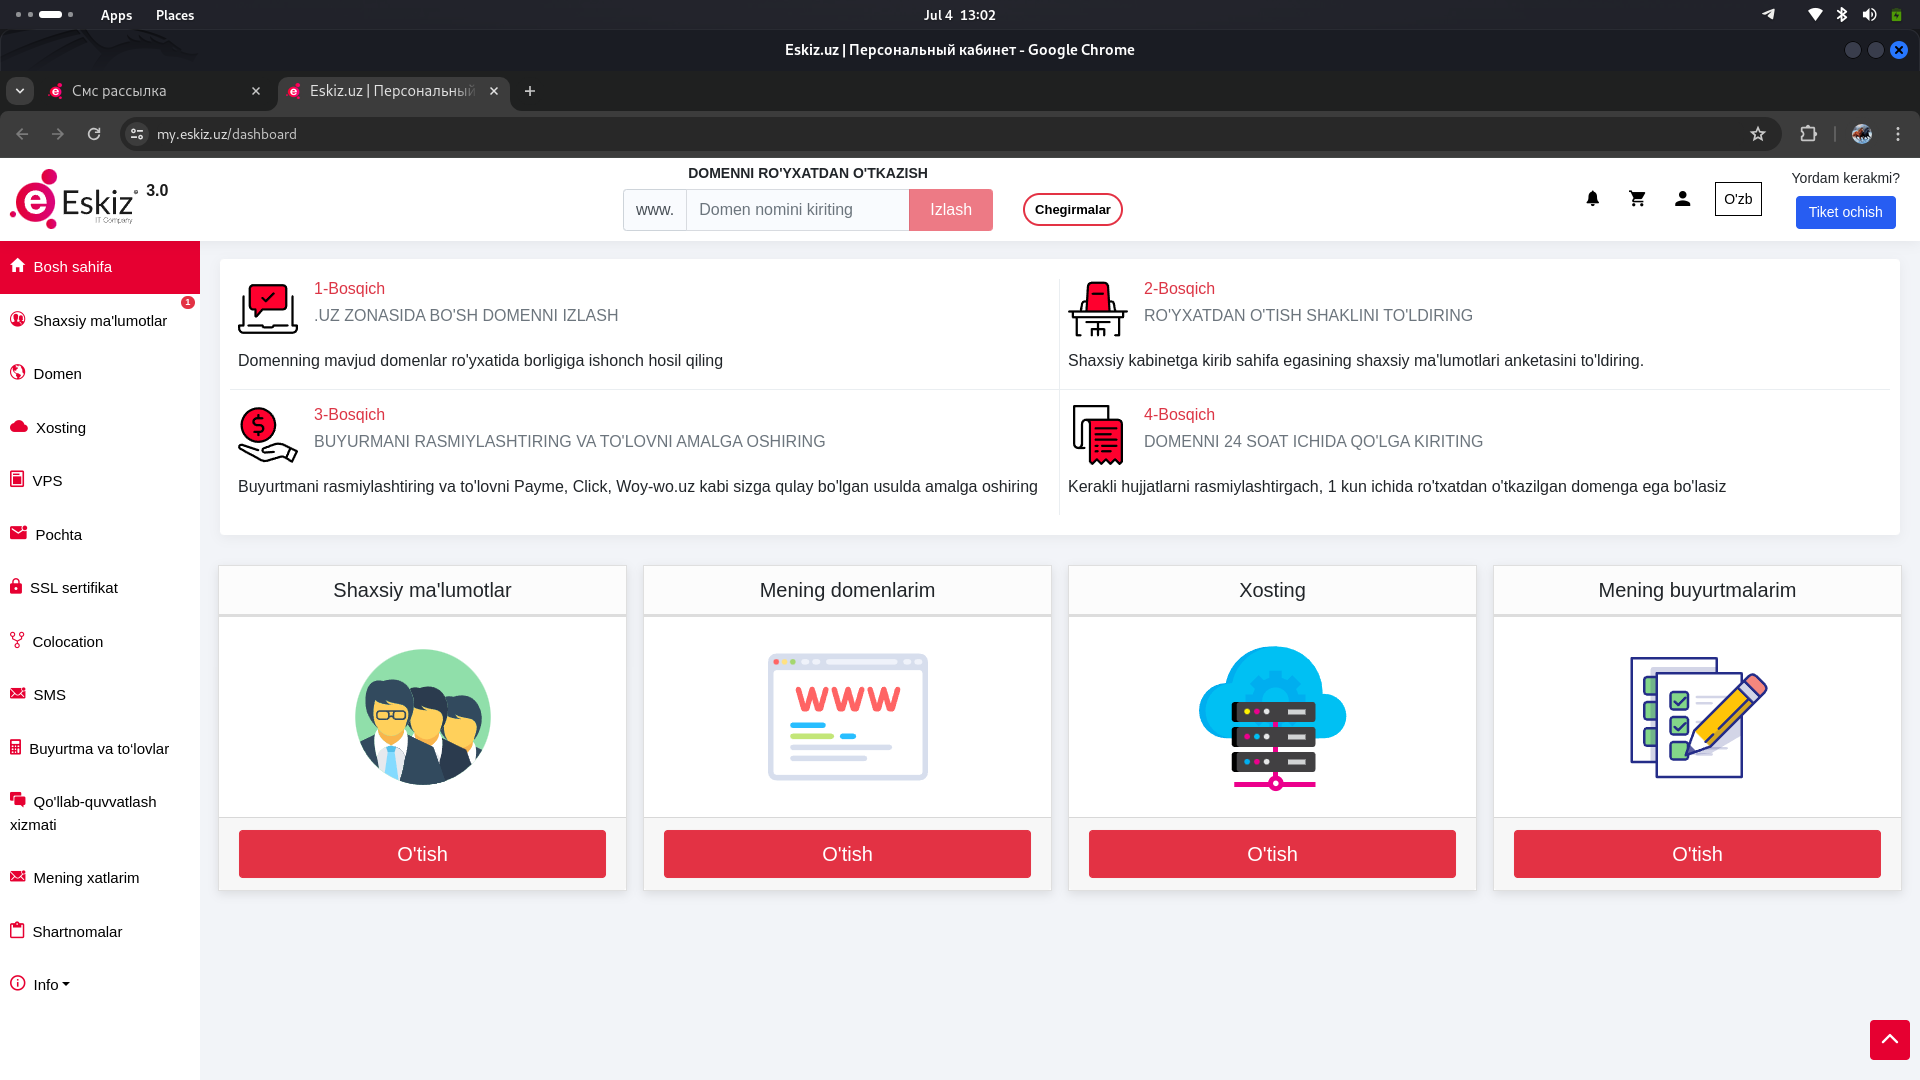 Apps Places Jul 4 13:02
Eskiz.uz | Персональный кабинет - Google Chrome
Смс рассылка Eskiz.uz | Персональный
my.eskiz.uz/dashboard
Eskiz IT Company 3.0
DOMENNI RO'YXATDAN O'TKAZISH
www. Domen nomini kiriting Izlash
Chegirmalar
O'zb
Yordam kerakmi?
Tiket ochish
Bosh sahifa
1
Shaxsiy ma'lumotlar
Domen
Xosting
VPS
Pochta
SSL sertifikat
Colocation
SMS
Buyurtma va to'lovlar
Qo'llab-quvvatlash
xizmati
Mening xatlarim
Shartnomalar
Info
1-Bosqich
.UZ ZONASIDA BO'SH DOMENNI IZLASH
Domenning mavjud domenlar ro'yxatida borligiga ishonch hosil qiling
2-Bosqich
RO'YXATDAN O'TISH SHAKLINI TO'LDIRING
Shaxsiy kabinetga kirib sahifa egasining shaxsiy ma'lumotlari anketasini to'ldiring.
3-Bosqich
BUYURMANI RASMIYLASHTIRING VA TO'LOVNI AMALGA OSHIRING
Buyurtmani rasmiylashtiring va to'lovni Payme, Click, Woy-wo.uz kabi sizga qulay bo'lgan usulda amalga oshiring
4-Bosqich
DOMENNI 24 SOAT ICHIDA QO'LGA KIRITING
Kerakli hujjatlarni rasmiylashtirgach, 1 kun ichida ro'txatdan o'tkazilgan domenga ega bo'lasiz
Shaxsiy ma'lumotlar
O'tish
Mening domenlarim
WWW
O'tish
Xosting
O'tish
Mening buyurtmalarim
O'tish